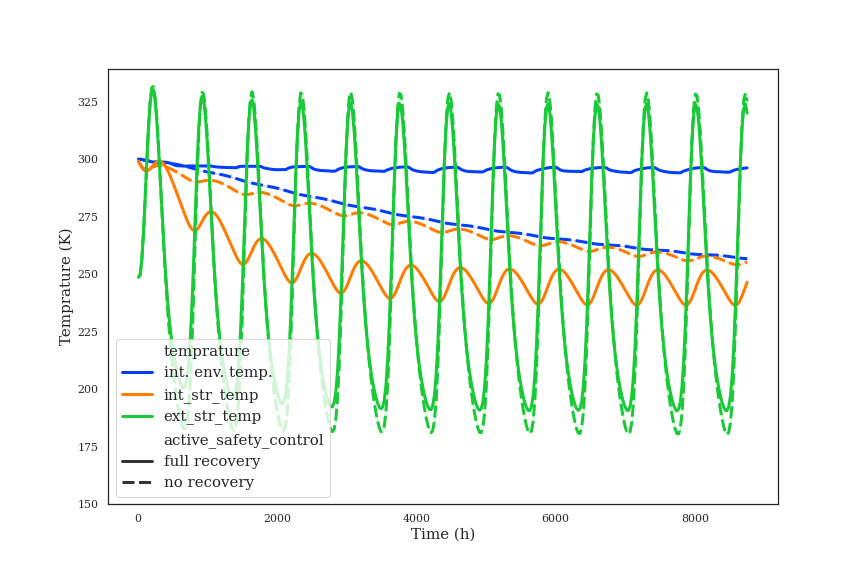 325
300
275
250
225
200
175
150
Temprature (K)
temprature
int. env. temp.
int_str_temp
ext_str_temp
active_safety_control
full recovery
no recovery
0
2000
4000
6000
8000
Time (h)